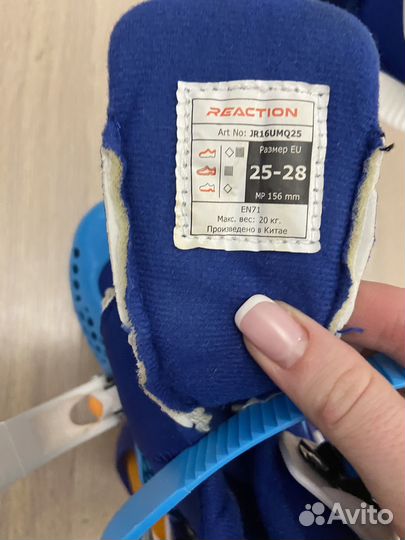 REACTION
Art No: JR16UMQ25
Размер EU
25-28
MP 156 mm
EN71
Макс. вес: 20 кг.
Произведено в Китае
Avito